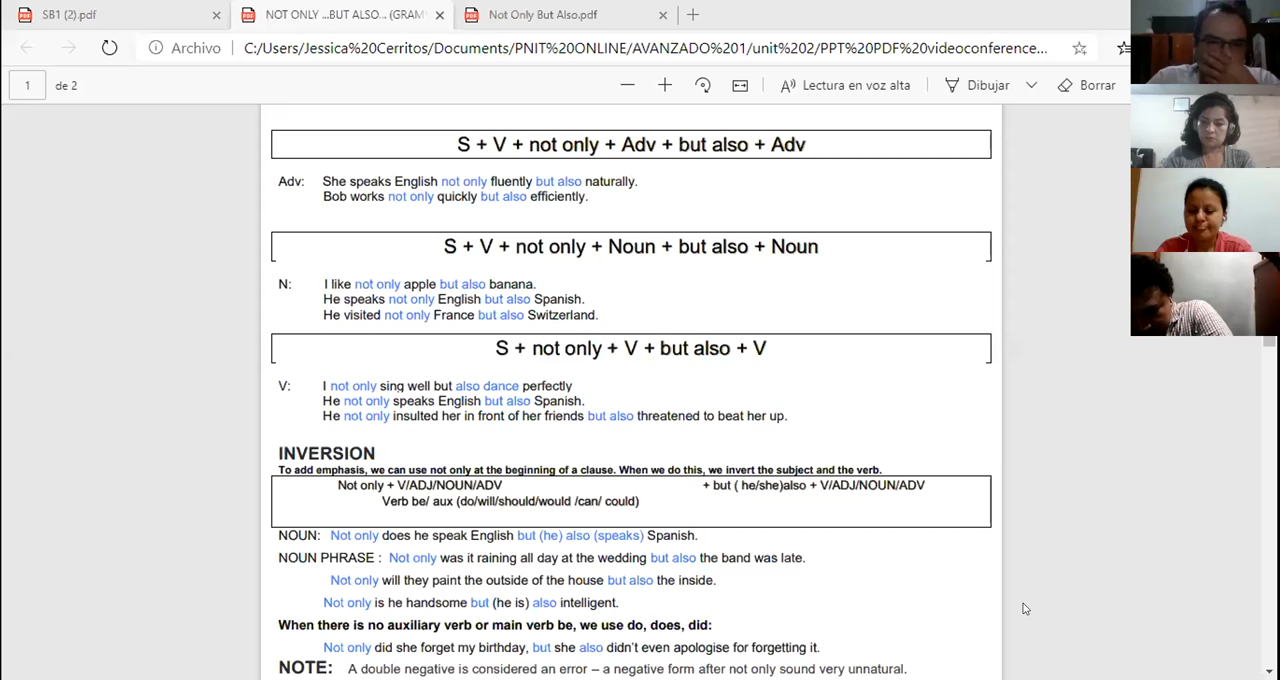 SB1 (2).pdf
NOT ONLY ...BUT ALSO... (GRAM
Not Only But Also.pdf
Archivo
C:/Users/Jessica%20Cerritos/Documents/PNIT%20ONLINE/AVANZADO%201/unit%202/PPT%20PDF%20videoconference...
1 de 2
Lectura en voz alta
Dibujar
Borrar
S + V + not only + Adv + but also + Adv
Adv: She speaks English not only fluently but also naturally.
Bob works not only quickly but also efficiently.
S + V + not only + Noun + but also + Noun
N: I like not only apple but also banana.
He speaks not only English but also Spanish.
He visited not only France but also Switzerland.
S + not only + V + but also + V
V: I not only sing well but also dance perfectly
He not only speaks English but also Spanish.
He not only insulted her in front of her friends but also threatened to beat her up.
INVERSION
To add emphasis, we can use not only at the beginning of a clause. When we do this, we invert the subject and the verb.
Not only + V/ADJ/NOUN/ADV + but ( he/she)also + V/ADJ/NOUN/ADV
Verb be/ aux (do/will/should/would /can/ could)
NOUN: Not only does he speak English but (he) also (speaks) Spanish.
NOUN PHRASE : Not only was it raining all day at the wedding but also the band was late.
Not only will they paint the outside of the house but also the inside.
Not only is he handsome but (he is) also intelligent.
When there is no auxiliary verb or main verb be, we use do, does, did:
Not only did she forget my birthday, but she also didn't even apologise for forgetting it.
NOTE: A double negative is considered an error – a negative form after not only sound very unnatural.